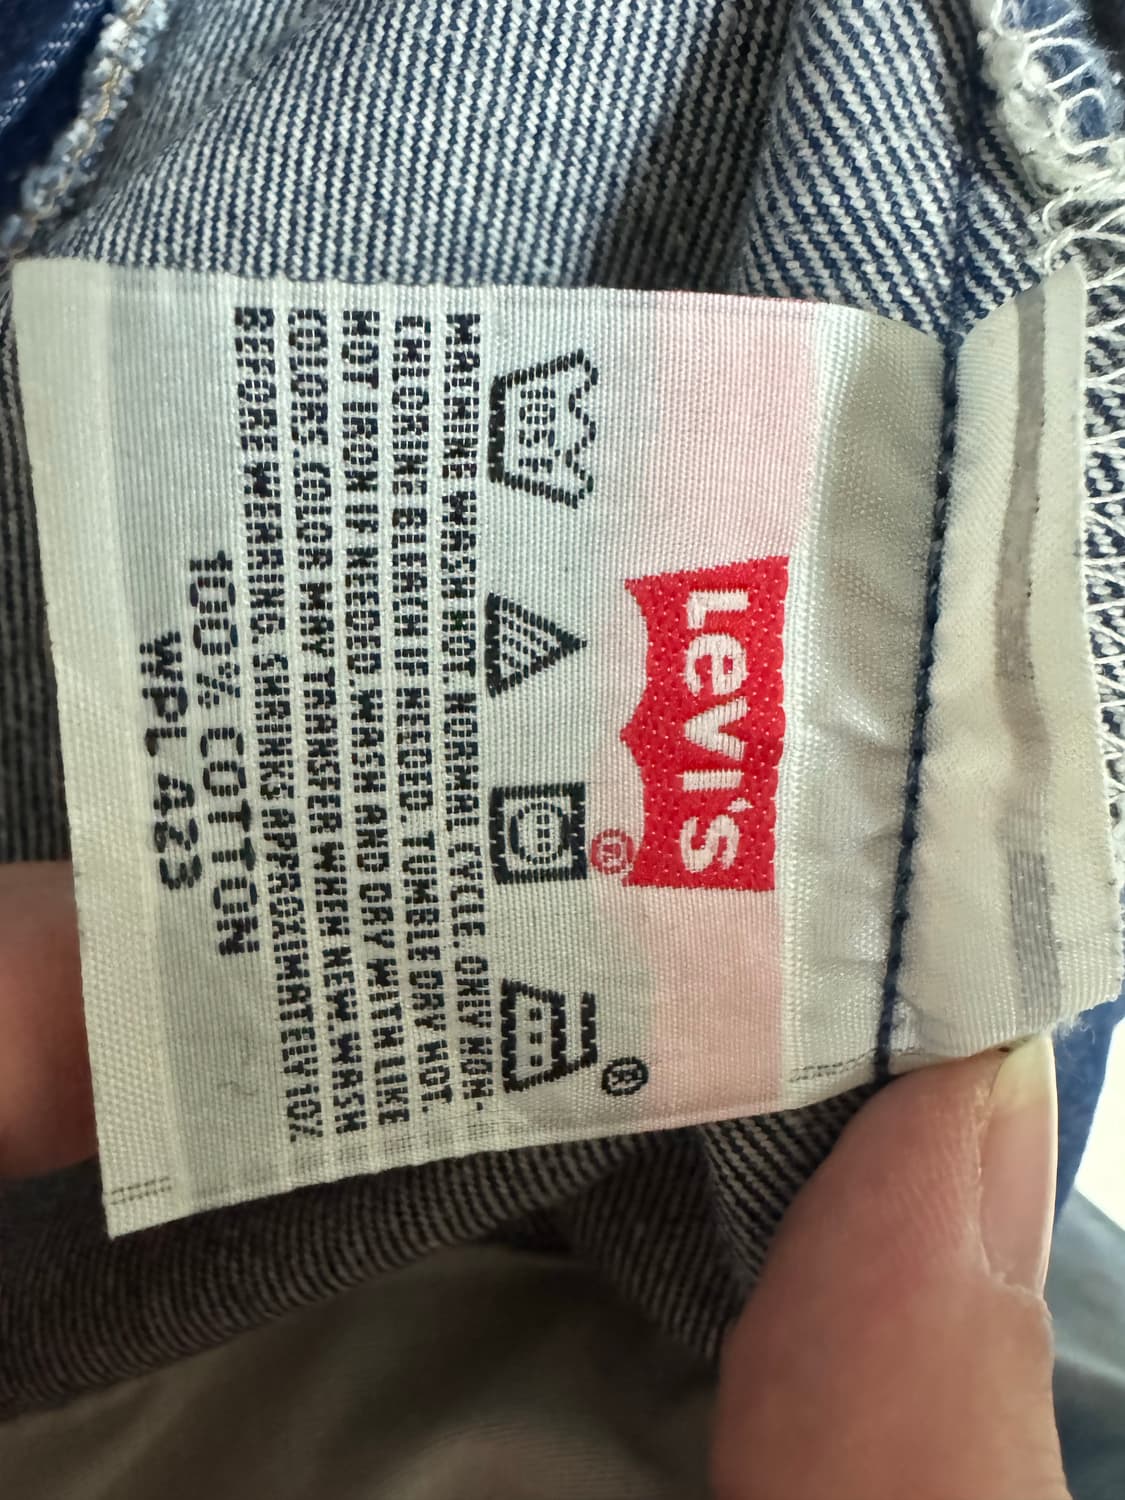 Levi's
®
®
MACHINE WASH HOT NORMAL CYCLE. ONLY NON-
CHLORINE BLEACH IF NEEDED. TUMBLE DRY HOT.
HOT IRON IF NEEDED. WASH AND DRY WITH LIKE
COLORS. COLOR MAY TRANSFER WHEN NEW. WASH
BEFORE WEARING. SHRINKS APPROXIMATELY 10%
100% COTTON
WPL 423